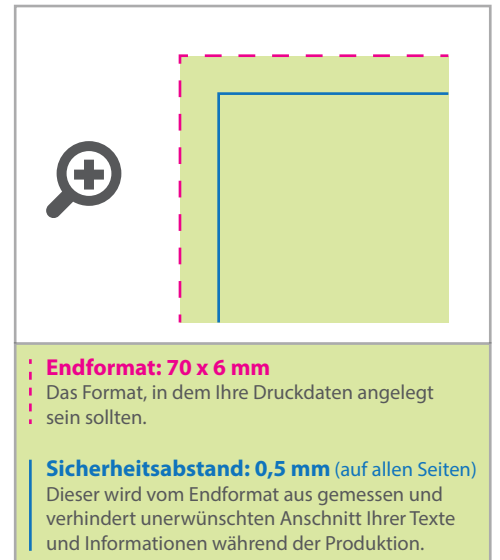 Endformat: 70 x 6 mm
Das Format, in dem Ihre Druckdaten angelegt
sein sollten.
Sicherheitsabstand: 0,5 mm (auf allen Seiten)
Dieser wird vom Endformat aus gemessen und
verhindert unerwünschten Anschnitt Ihrer Texte
und Informationen während der Produktion.